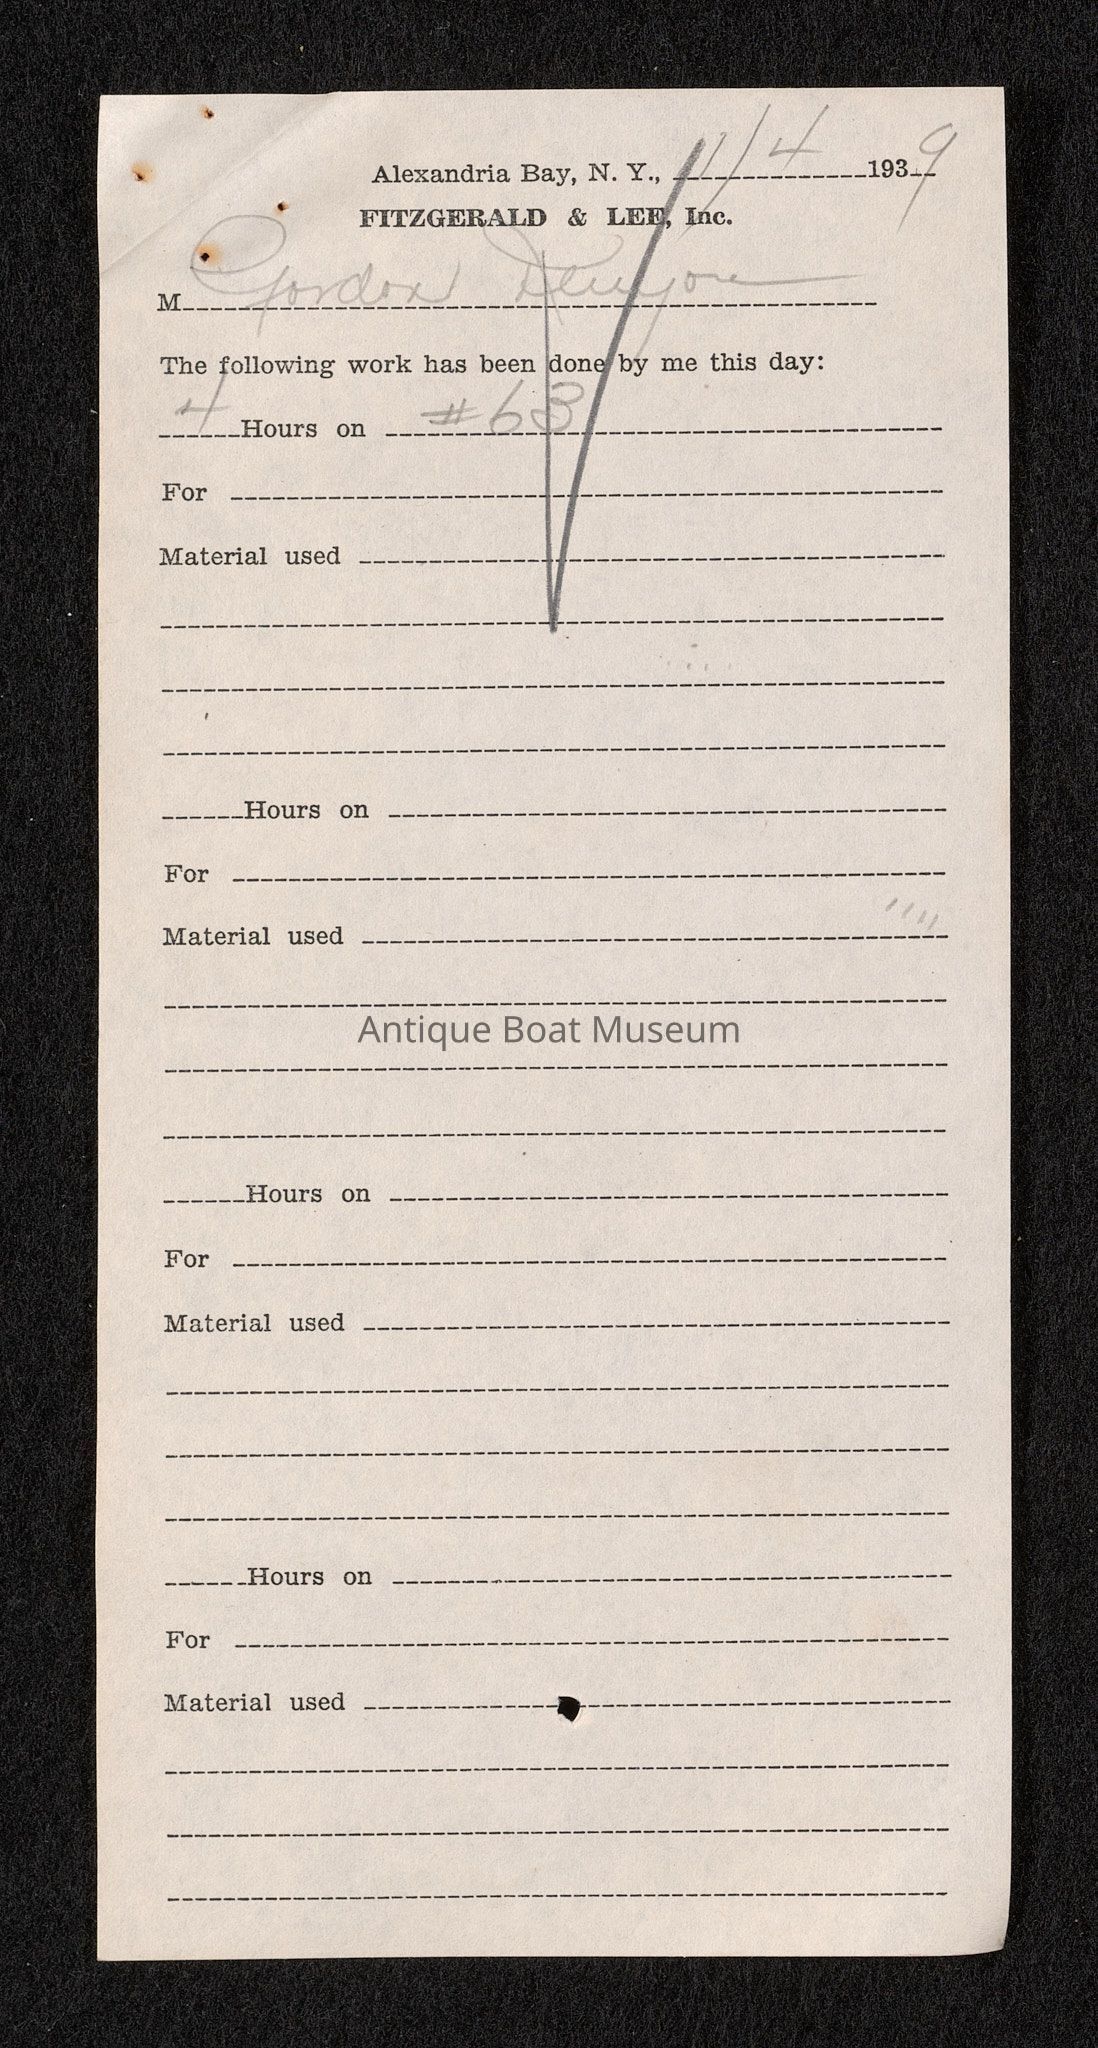 Alexandria Bay, N. Y., 11/4 1939
FITZGERALD & LEE, Inc.
M Gordon Kenyon
The following work has been done by me this day:
4 Hours on #63
For
Material used
Hours on
For
Material used
Antique Boat Museum
Hours on
For
Material used
Hours on
For
Material used